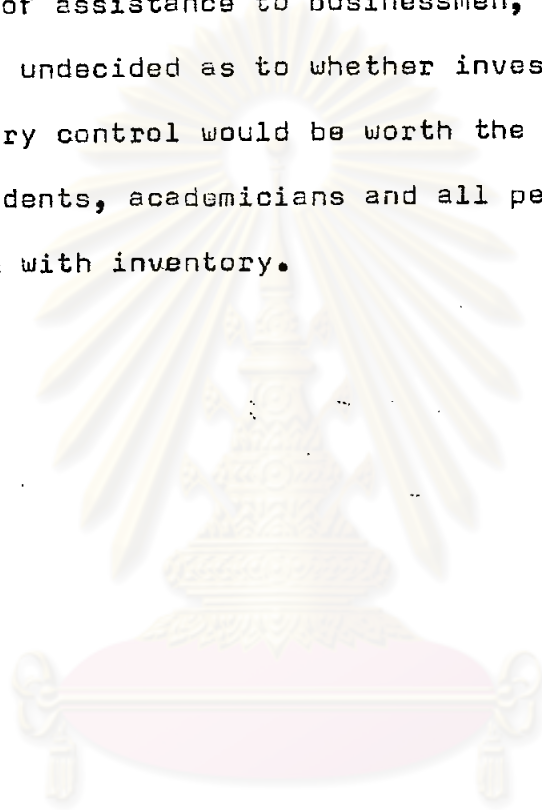 of assistance to businessmen,
undecided as to whether inves
ry control would be worth the
dents, academicians and all pe
with inventory.